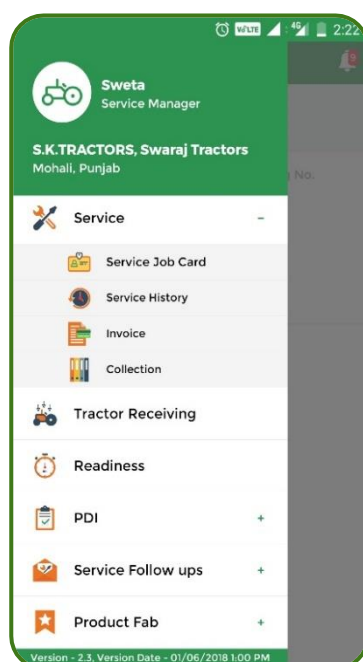 VoLTE 4G 2:22
Sweta
Service Manager
S.K.TRACTORS, Swaraj Tractors
Mohali, Punjab
No.
Service -
Service Job Card
Service History
Invoice
Collection
Tractor Receiving
Readiness
PDI +
Service Follow ups +
Product Fab +
Version - 2.3, Version Date - 01/06/2018 1:00 PM